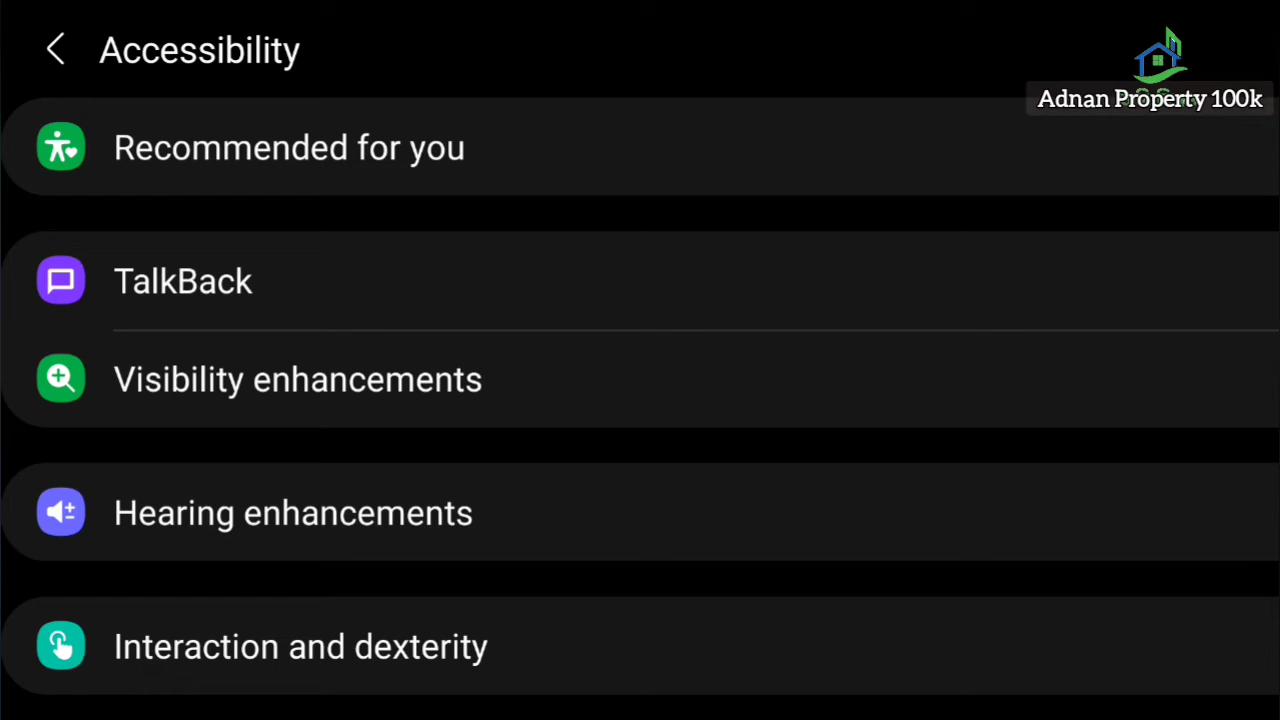 Accessibility
Adnan Property 100k
Recommended for you
TalkBack
Visibility enhancements
Hearing enhancements
Interaction and dexterity